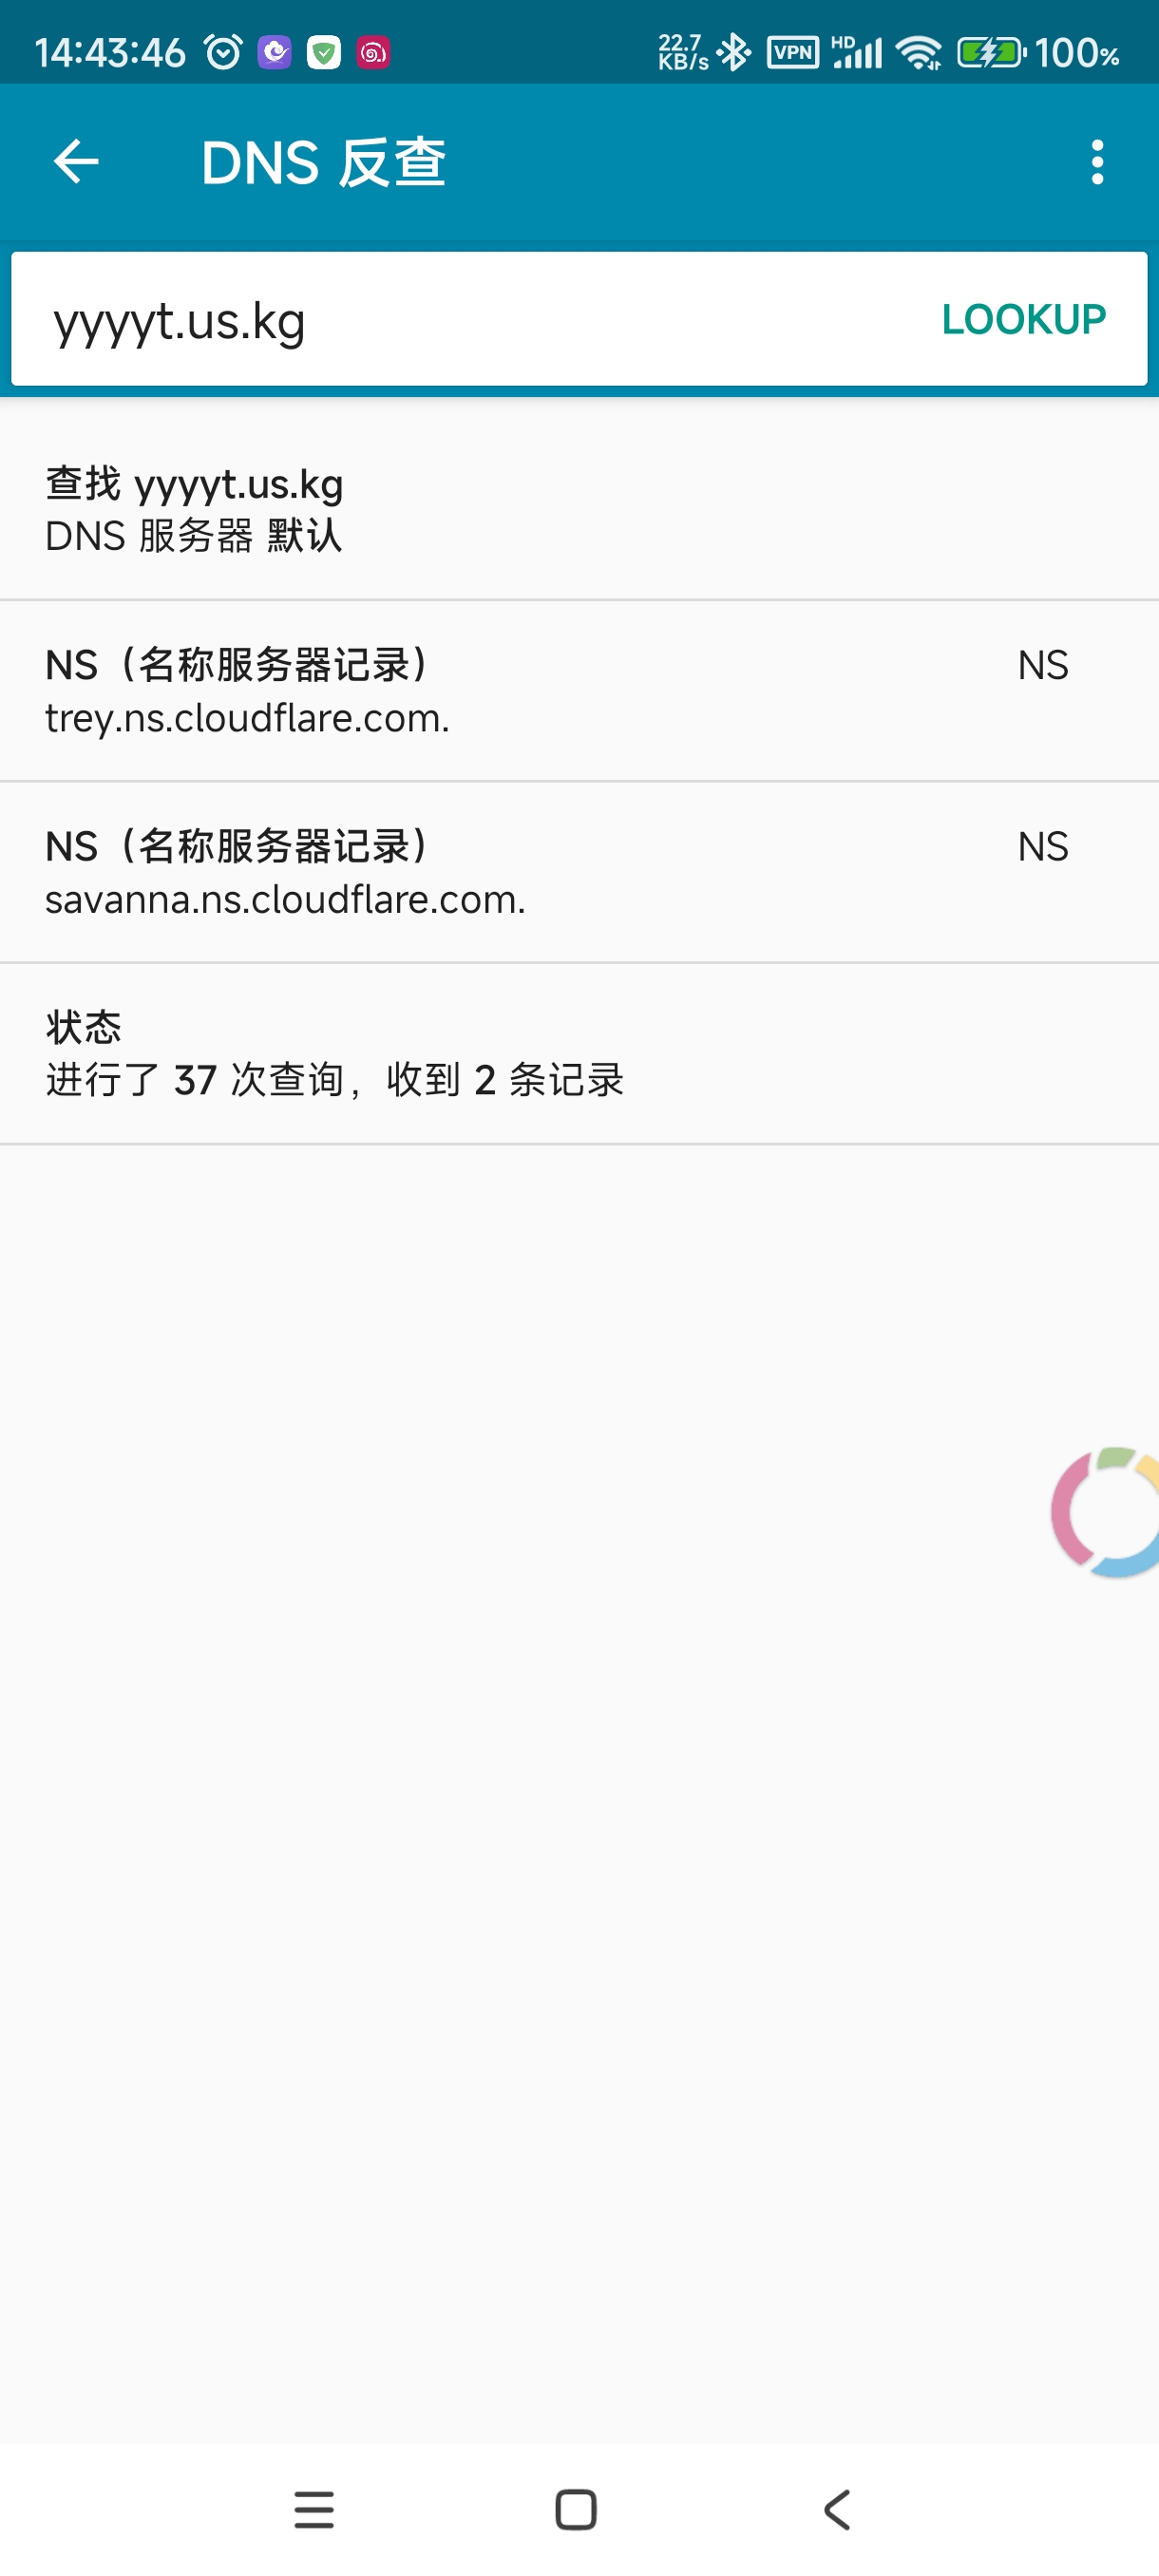 14:43:46 22.7 KB/s VPN HD 100%
DNS 反查
yyyyt.us.kg LOOKUP
查找 yyyyt.us.kg
DNS 服务器 默认
NS（名称服务器记录） NS
trey.ns.cloudflare.com.
NS（名称服务器记录） NS
savanna.ns.cloudflare.com.
状态
进行了 37 次查询，收到 2 条记录